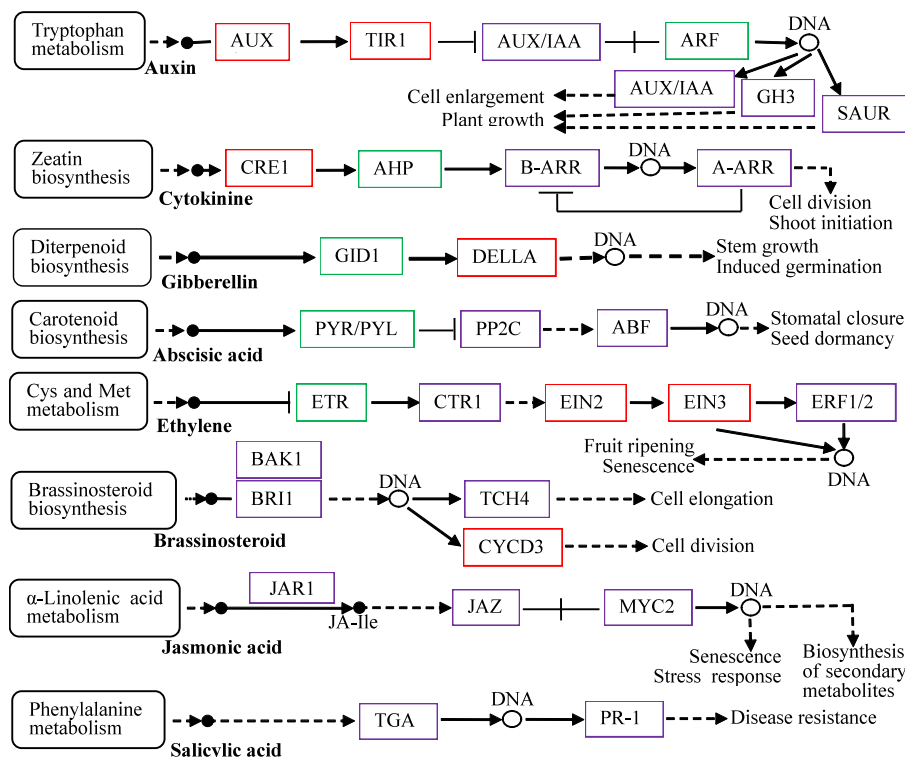 Tryptophan
metabolism
Auxin
AUX
TIR1
AUX/IAA
ARF
DNA
AUX/IAA
GH3
SAUR
Cell enlargement
Plant growth
Zeatin
biosynthesis
Cytokinine
CRE1
AHP
B-ARR
DNA
A-ARR
Cell division
Shoot initiation
Diterpenoid
biosynthesis
Gibberellin
GID1
DELLA
DNA
Stem growth
Induced germination
Carotenoid
biosynthesis
Abscisic acid
PYR/PYL
PP2C
ABF
DNA
Stomatal closure
Seed dormancy
Cys and Met
metabolism
Ethylene
ETR
CTR1
EIN2
EIN3
ERF1/2
Fruit ripening
Senescence
DNA
Brassinosteroid
biosynthesis
Brassinosteroid
BAK1
BRI1
DNA
TCH4
Cell elongation
CYCD3
Cell division
α-Linolenic acid
metabolism
Jasmonic acid
JAR1
JA-Ile
JAZ
MYC2
DNA
Senescence
Stress response
Biosynthesis
of secondary
metabolites
Phenylalanine
metabolism
Salicylic acid
TGA
DNA
PR-1
Disease resistance